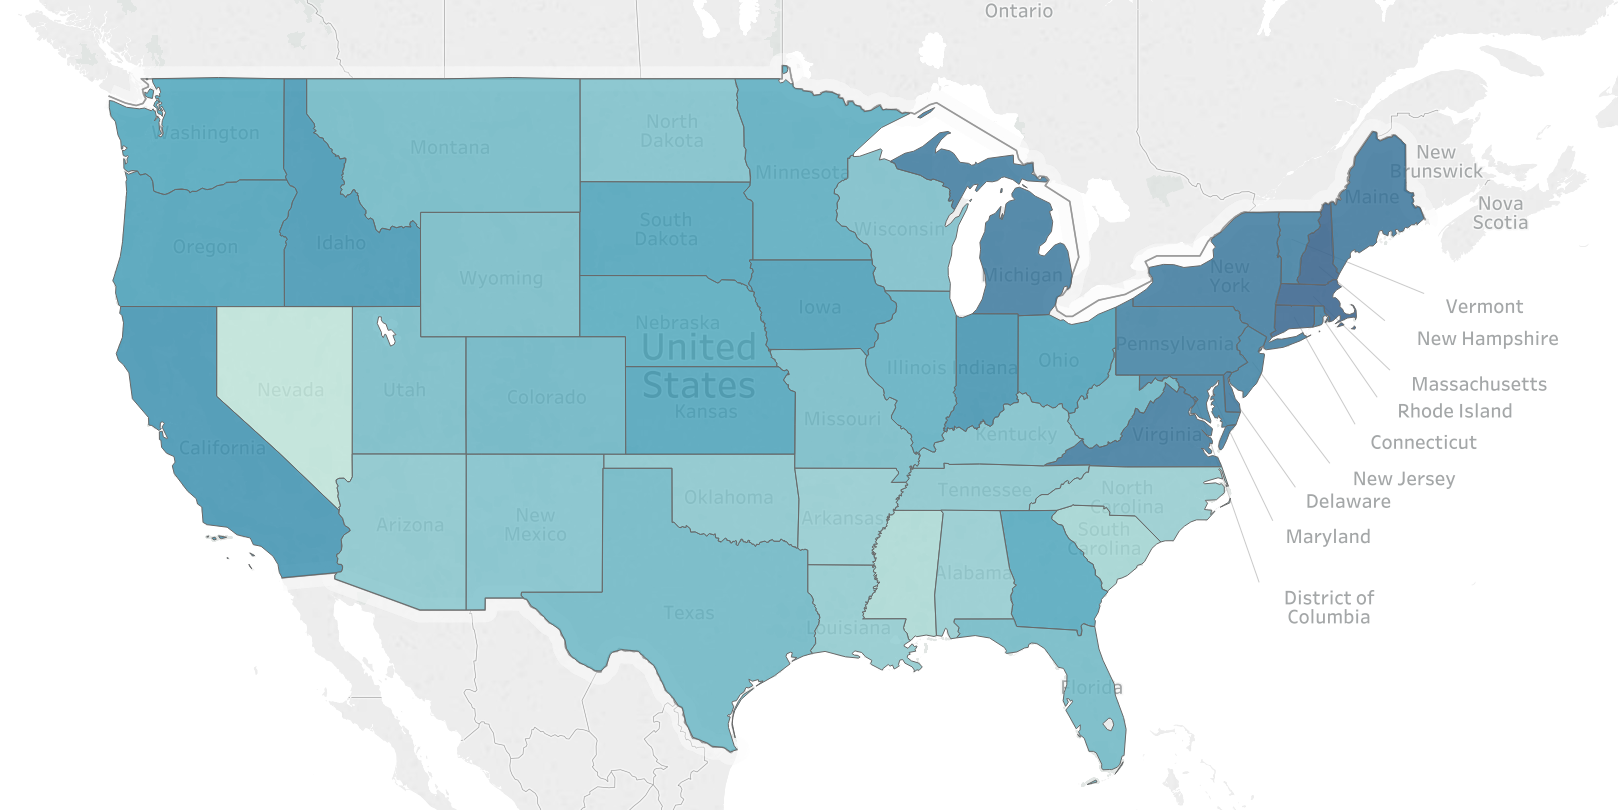 Ontario
Washington
Montana
North
Dakota
Minnesota
New
Brunswick
Maine
Nova
Scotia
Oregon
Idaho
South
Dakota
Wisconsin
Wyoming
Michigan
New
York
Vermont
Iowa
Nebraska
New Hampshire
United
States
Pennsylvania
Nevada
Utah
Colorado
Kansas
Illinois
Indiana
Ohio
Massachusetts
Rhode Island
Missouri
Kentucky
Virginia
Connecticut
California
New Jersey
Delaware
Arizona
New
Mexico
Oklahoma
Arkansas
Tennessee
North
Carolina
South
Carolina
Maryland
Alabama
Texas
Louisiana
District of
Columbia
Florida